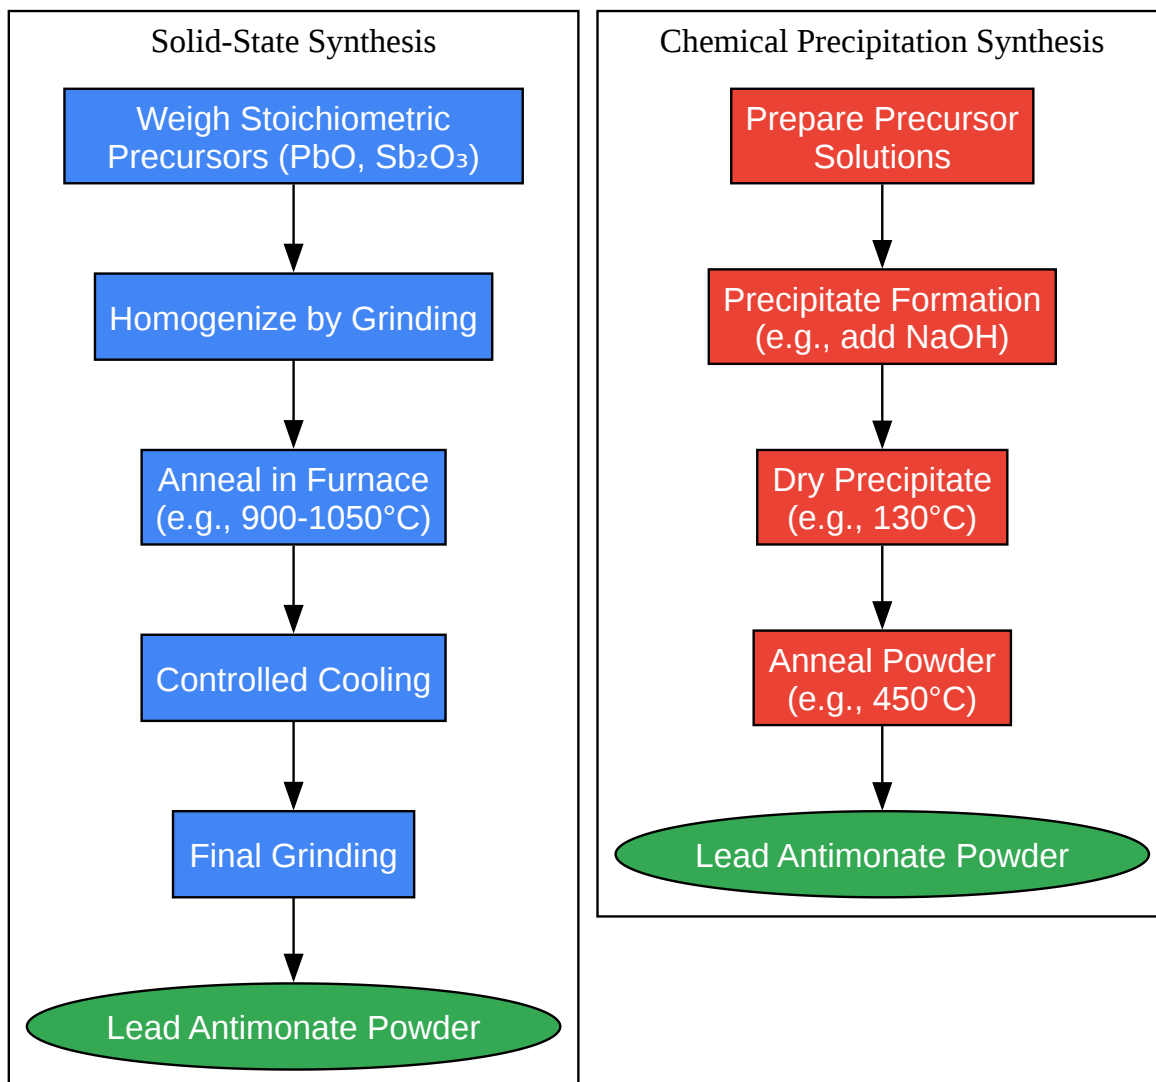 Solid-State Synthesis
Weigh Stoichiometric
Precursors (PbO, Sb₂O₃)
Homogenize by Grinding
Anneal in Furnace
(e.g., 900-1050°C)
Controlled Cooling
Final Grinding
Lead Antimonate Powder
Chemical Precipitation Synthesis
Prepare Precursor
Solutions
Precipitate Formation
(e.g., add NaOH)
Dry Precipitate
(e.g., 130°C)
Anneal Powder
(e.g., 450°C)
Lead Antimonate Powder